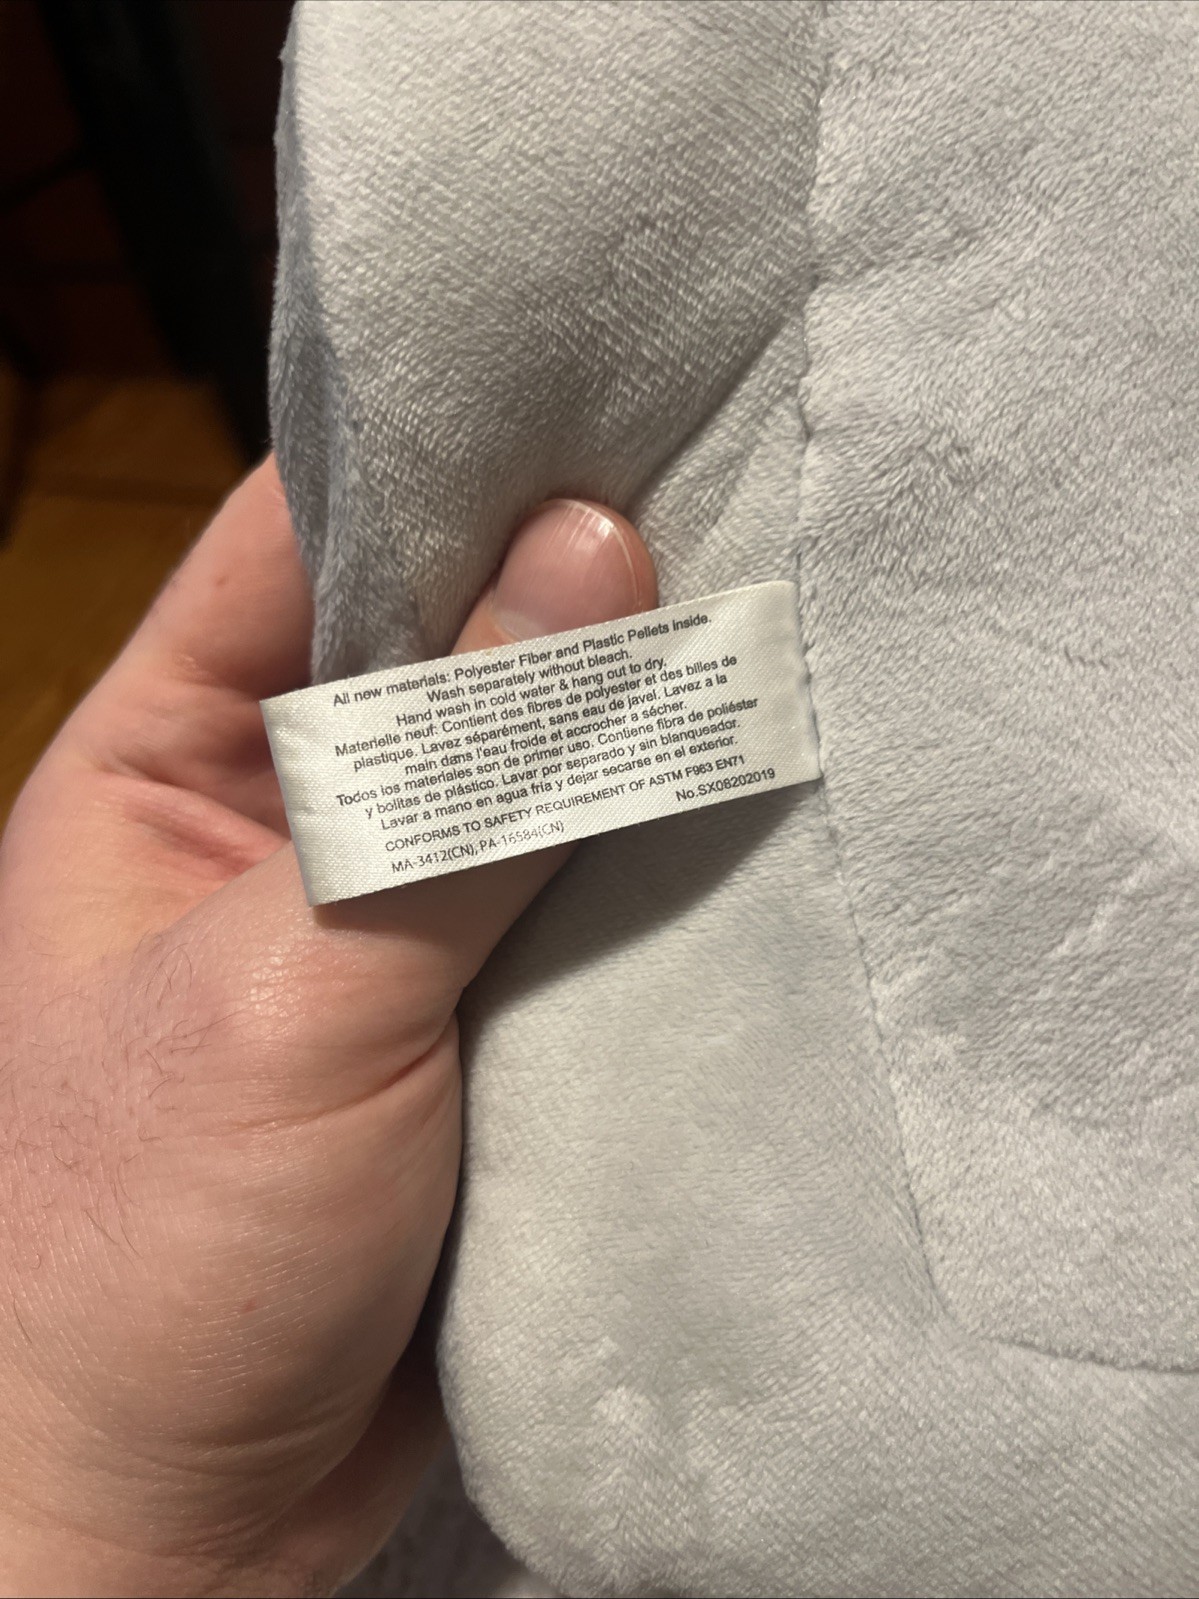 All new materials: Polyester Fiber and Plastic Pellets Inside.
Wash separately without bleach.
Hand wash in cold water & hang out to dry.
Materielle neuf: Contient des fibres de polyester et des billes de
plastique. Lavez séparément, sans eau de javel. Lavez a la
main dans l'eau froide et accrocher a sécher.
Todos los materiales son de primer uso. Contiene fibra de poliéster
y bolitas de plástico. Lavar por separado y sin blanqueador.
Lavar a mano en agua fría y dejar secarse en el exterior.
CONFORMS TO SAFETY REQUIREMENT OF ASTM F963 EN71
No.SX08202019
MA-3412(CN), PA-16584(CN)